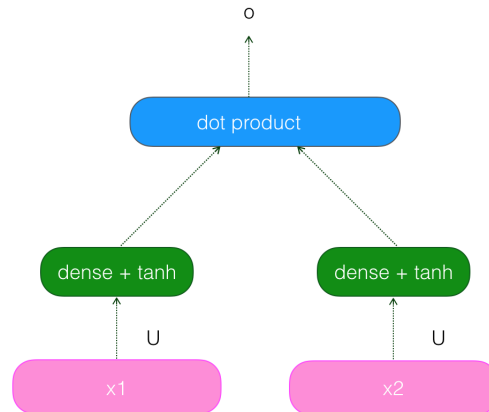 o
dot product
dense + tanh
dense + tanh
U
U
x1
x2